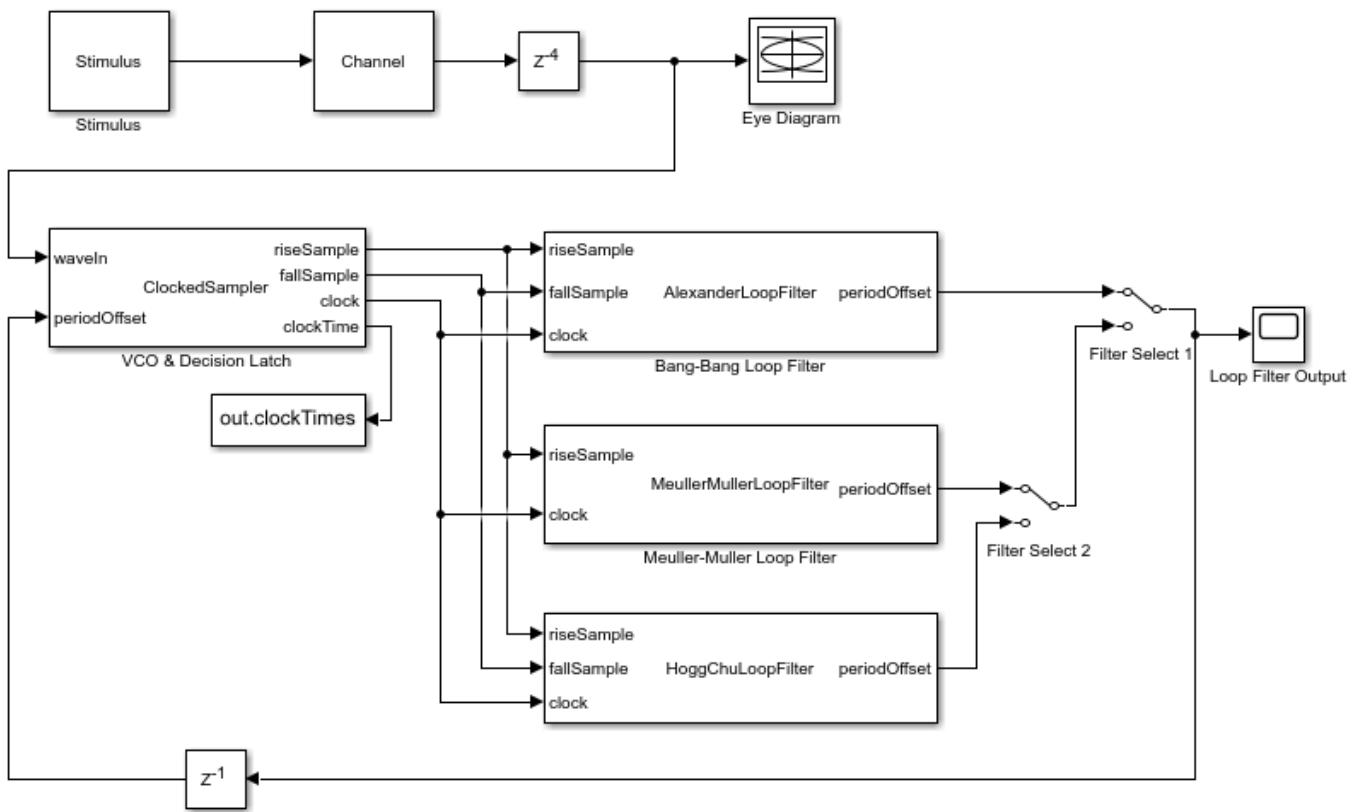 Stimulus
Channel
z-4
Stimulus
Eye Diagram
waveIn
periodOffset
ClockedSampler
riseSample
fallSample
clock
clockTime
VCO & Decision Latch
out.clockTimes
riseSample
fallSample
clock
AlexanderLoopFilter
periodOffset
Bang-Bang Loop Filter
Filter Select 1
Loop Filter Output
riseSample
clock
MeullerMullerLoopFilter
periodOffset
Meuller-Muller Loop Filter
Filter Select 2
riseSample
fallSample
clock
HoggChuLoopFilter
periodOffset
z-1